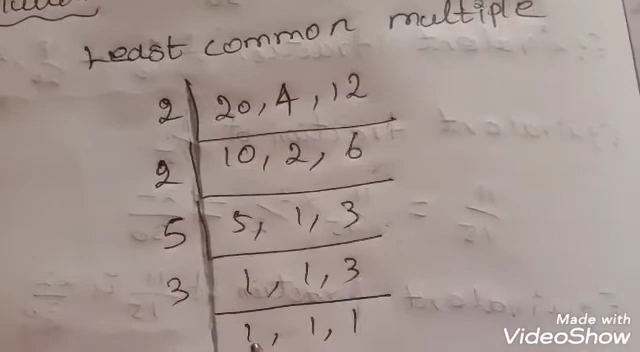 Least common multiple
2 | 20, 4, 12
2 | 10, 2, 6
5 | 5, 1, 3
3 | 1, 1, 3
1, 1, 1
Made with
VideoShow